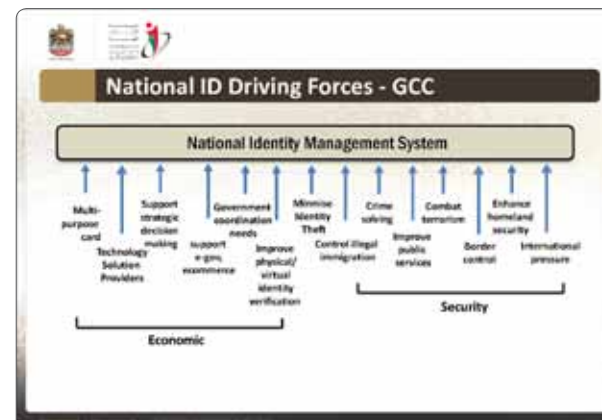 National ID Driving Forces - GCC
National Identity Management System
Multi-
purpose
card
Technology
Solution
Providers
Support
strategic
decision
making
support
e-gov,
ecommerce
Government
coordination
needs
Improve
physical/
virtual
identity
verification
Minmise
Identity
Theft
Control illegal
immigration
Crime
solving
Improve
public
services
Combat
terrorism
Border
control
Enhance
homeland
security
International
pressure
Economic
Security